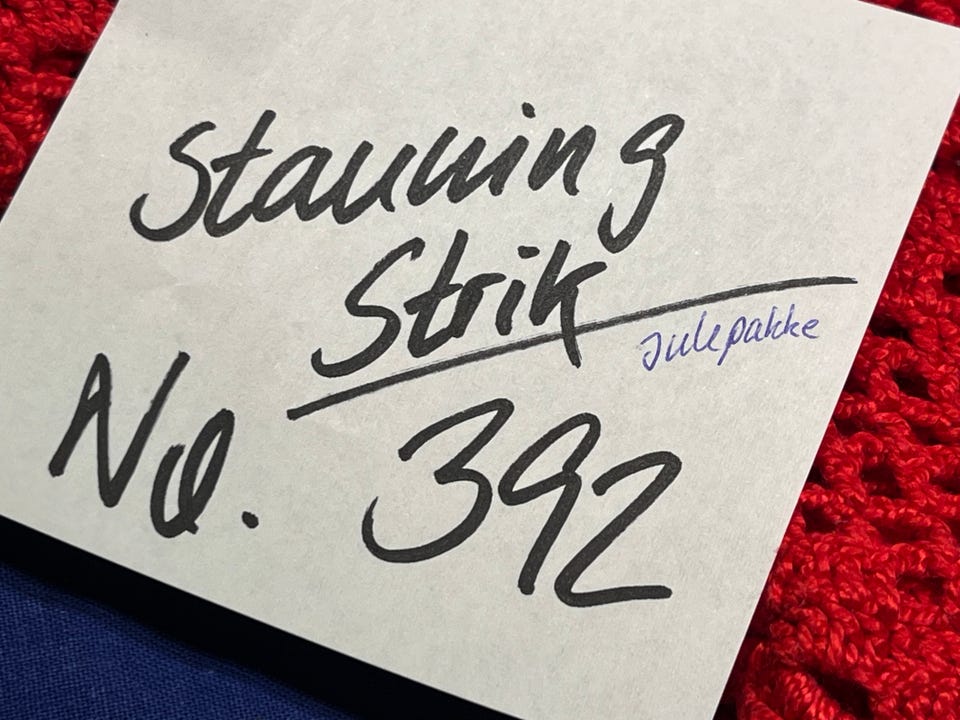 Stauning
Strik
Julepakke
No. 392